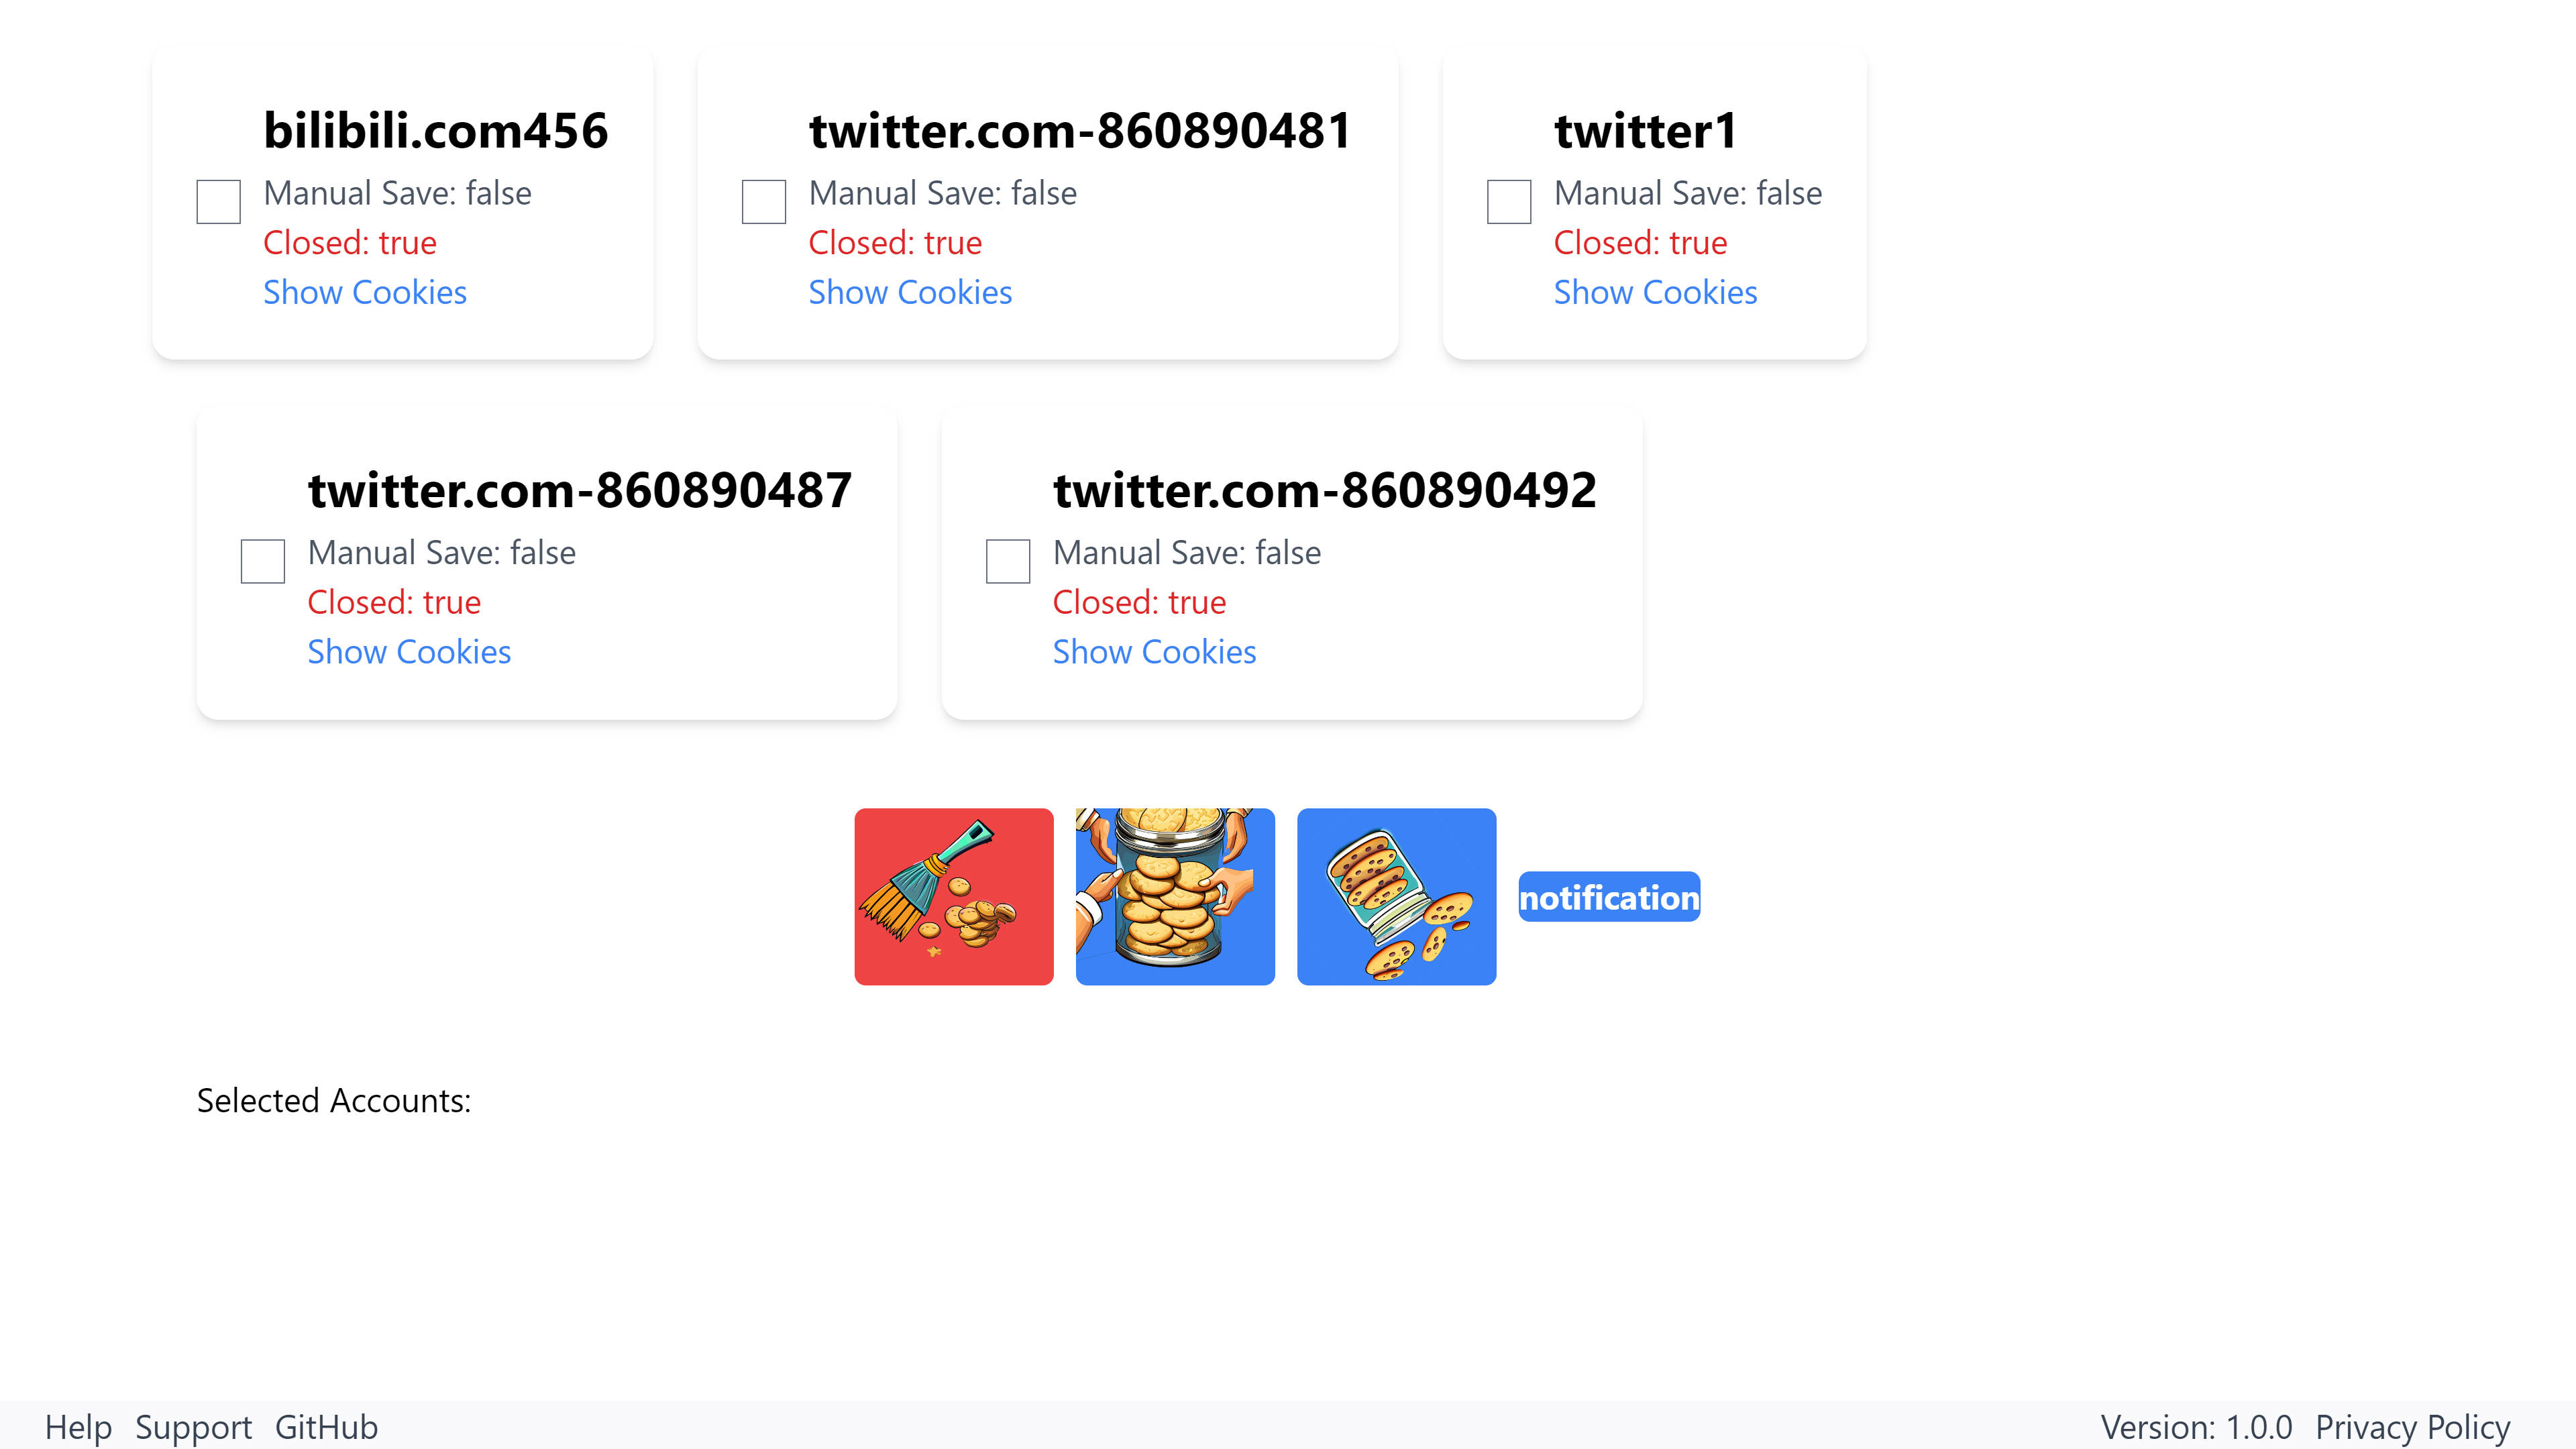 bilibili.com456
Manual Save: false
Closed: true
Show Cookies
twitter.com-860890481
Manual Save: false
Closed: true
Show Cookies
twitter1
Manual Save: false
Closed: true
Show Cookies
twitter.com-860890487
Manual Save: false
Closed: true
Show Cookies
twitter.com-860890492
Manual Save: false
Closed: true
Show Cookies
notification
Selected Accounts:
Help Support GitHub
Version: 1.0.0 Privacy Policy